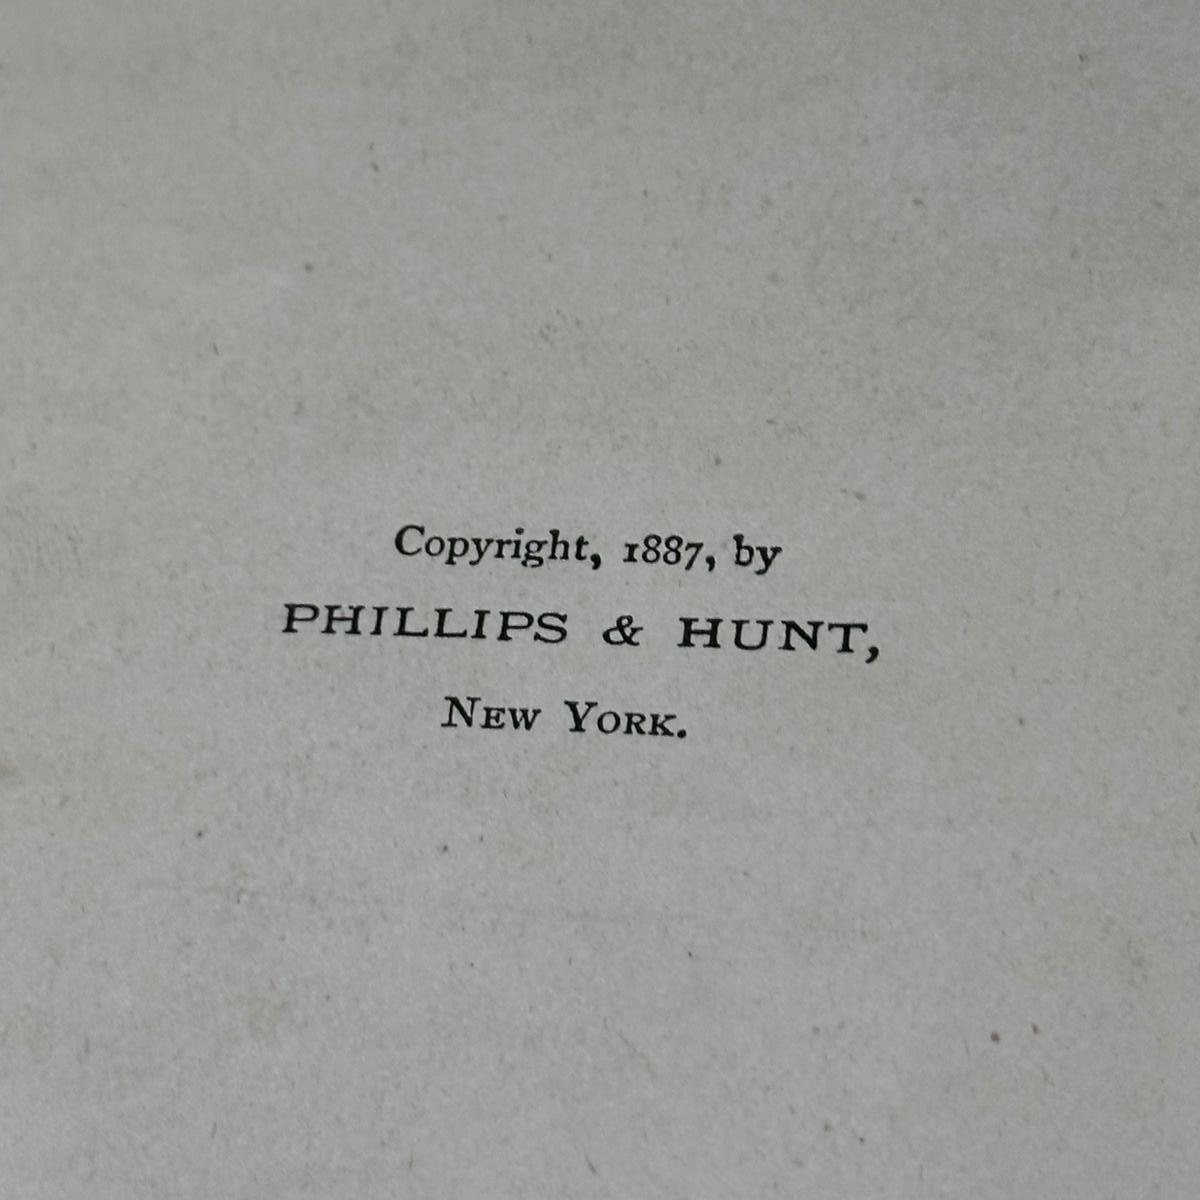 Copyright, 1887, by
PHILLIPS & HUNT,
NEW YORK.